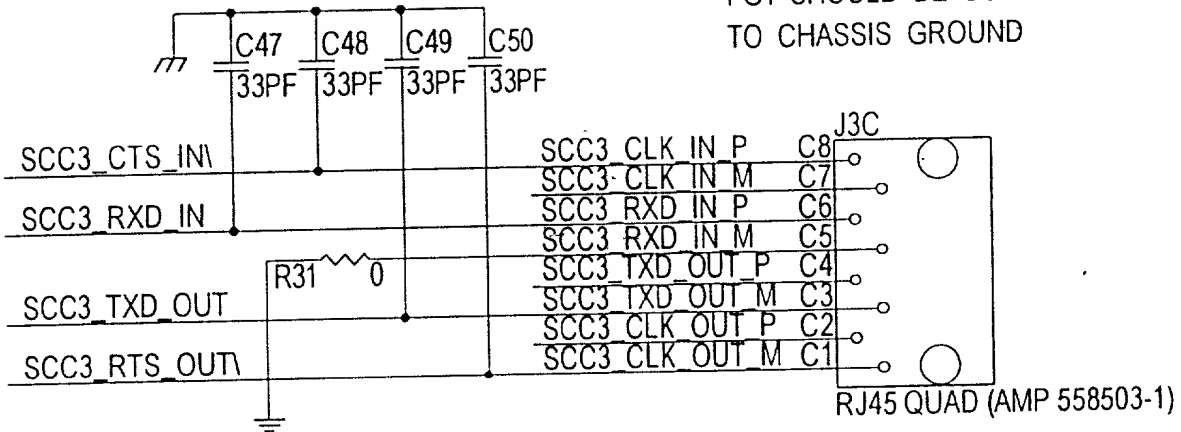 TO CHASSIS GROUND
C47 C48 C49 C50
33PF 33PF 33PF 33PF
J3C
SCC3_CTS_IN\ SCC3_CLK_IN_P C8
SCC3_CLK_IN_M C7
SCC3_RXD_IN SCC3_RXD_IN_P C6
SCC3_RXD_IN_M C5
R31 0 SCC3_TXD_OUT_P C4
SCC3_TXD_OUT SCC3_TXD_OUT_M C3
SCC3_CLK_OUT_P C2
SCC3_RTS_OUT\ SCC3_CLK_OUT_M C1
RJ45 QUAD (AMP 558503-1)